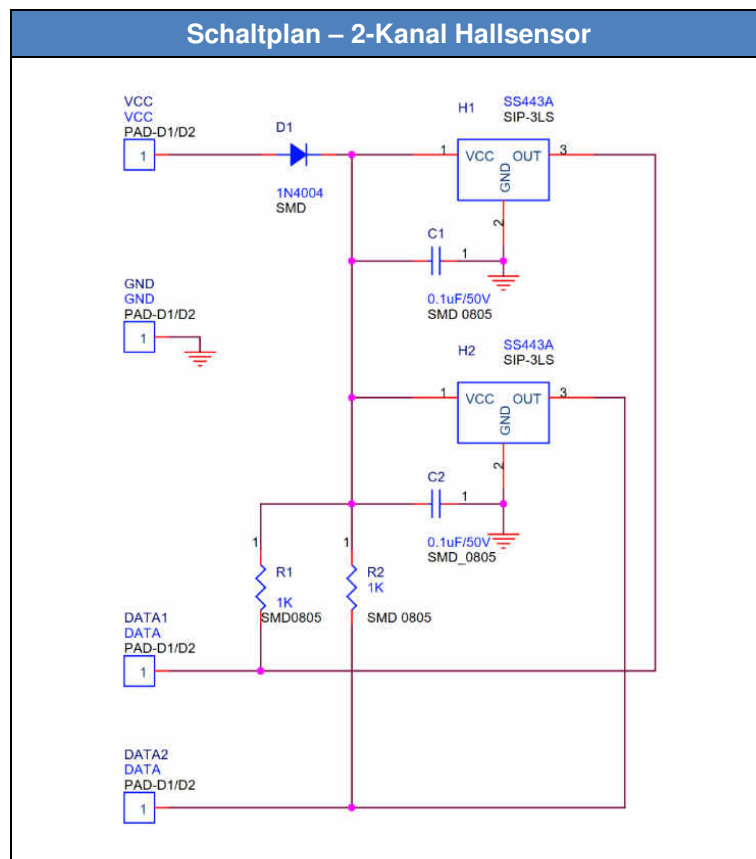 Schaltplan – 2-Kanal Hallsensor
VCC
VCC
PAD-D1/D2
1
D1
1N4004
SMD
H1
SS443A
SIP-3LS
1
VCC OUT
3
GND
2
C1
1
0.1uF/50V
SMD 0805
GND
GND
PAD-D1/D2
1
H2
SS443A
SIP-3LS
1
VCC OUT
3
GND
2
C2
1
0.1uF/50V
SMD_0805
1
R1
1K
SMD0805
1
R2
1K
SMD 0805
DATA1
DATA
PAD-D1/D2
1
DATA2
DATA
PAD-D1/D2
1